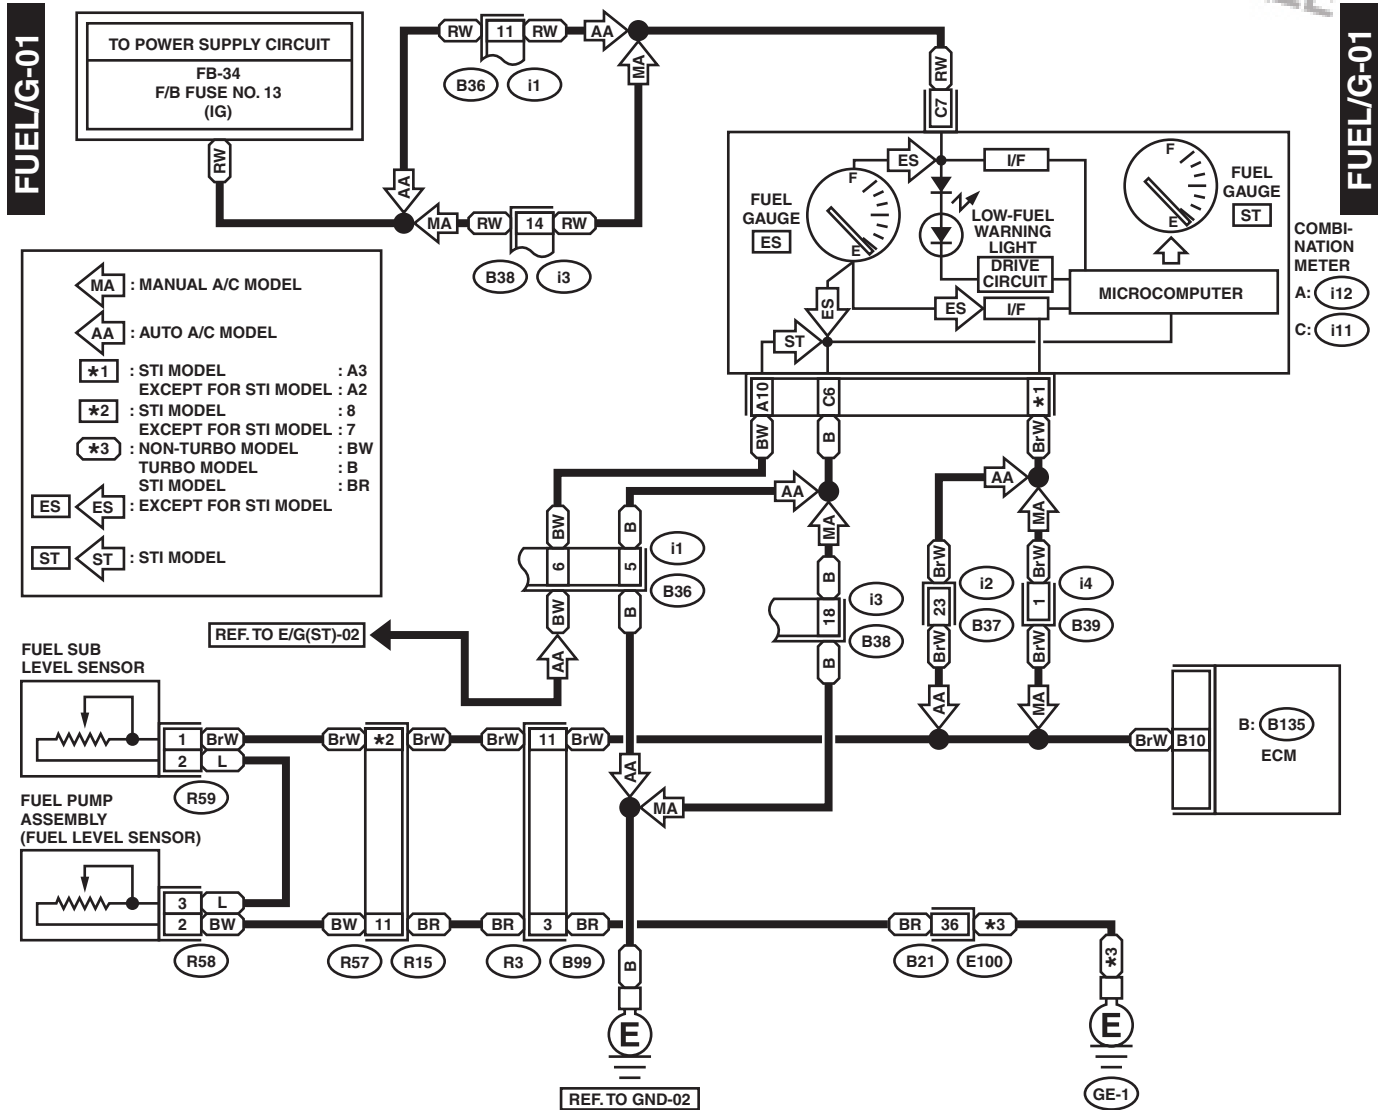 FUEL/G-01
FUEL/G-01
TO POWER SUPPLY CIRCUIT
FB-34
F/B FUSE NO. 13
(IG)
RW
RW 11 RW AA
B36 i1
MA
RW
C7
AA
MA RW 14 RW
B38 i3
MA : MANUAL A/C MODEL
AA : AUTO A/C MODEL
*1 : STI MODEL : A3
EXCEPT FOR STI MODEL : A2
*2 : STI MODEL : 8
EXCEPT FOR STI MODEL : 7
*3 : NON-TURBO MODEL : BW
TURBO MODEL : B
STI MODEL : BR
ES ES : EXCEPT FOR STI MODEL
ST ST : STI MODEL
FUEL
GAUGE
ES
F
E
ES
I/F
LOW-FUEL
WARNING
LIGHT
DRIVE
CIRCUIT
F
E
FUEL
GAUGE
ST
MICROCOMPUTER
ES
ES I/F
ST
COMBI-
NATION
METER
A: i12
C: i11
A10 C6 *1
BW B BrW
AA AA
MA MA
BW B
6 5
i1
B36
BW B
AA
B
18
B
i3
B38
BrW
23
BrW
i2
B37
BrW
1
BrW
i4
B39
AA MA
REF. TO E/G(ST)-02
FUEL SUB
LEVEL SENSOR
1 BrW BrW *2 BrW BrW 11 BrW BrW B10
2 L
R59
B: B135
ECM
AA
MA
FUEL PUMP
ASSEMBLY
(FUEL LEVEL SENSOR)
3 L
2 BW BW 11 BR BR 3 BR BR 36 *3
R58 R57 R15 R3 B99 B21 E100
B
*3
E
E
REF. TO GND-02
GE-1